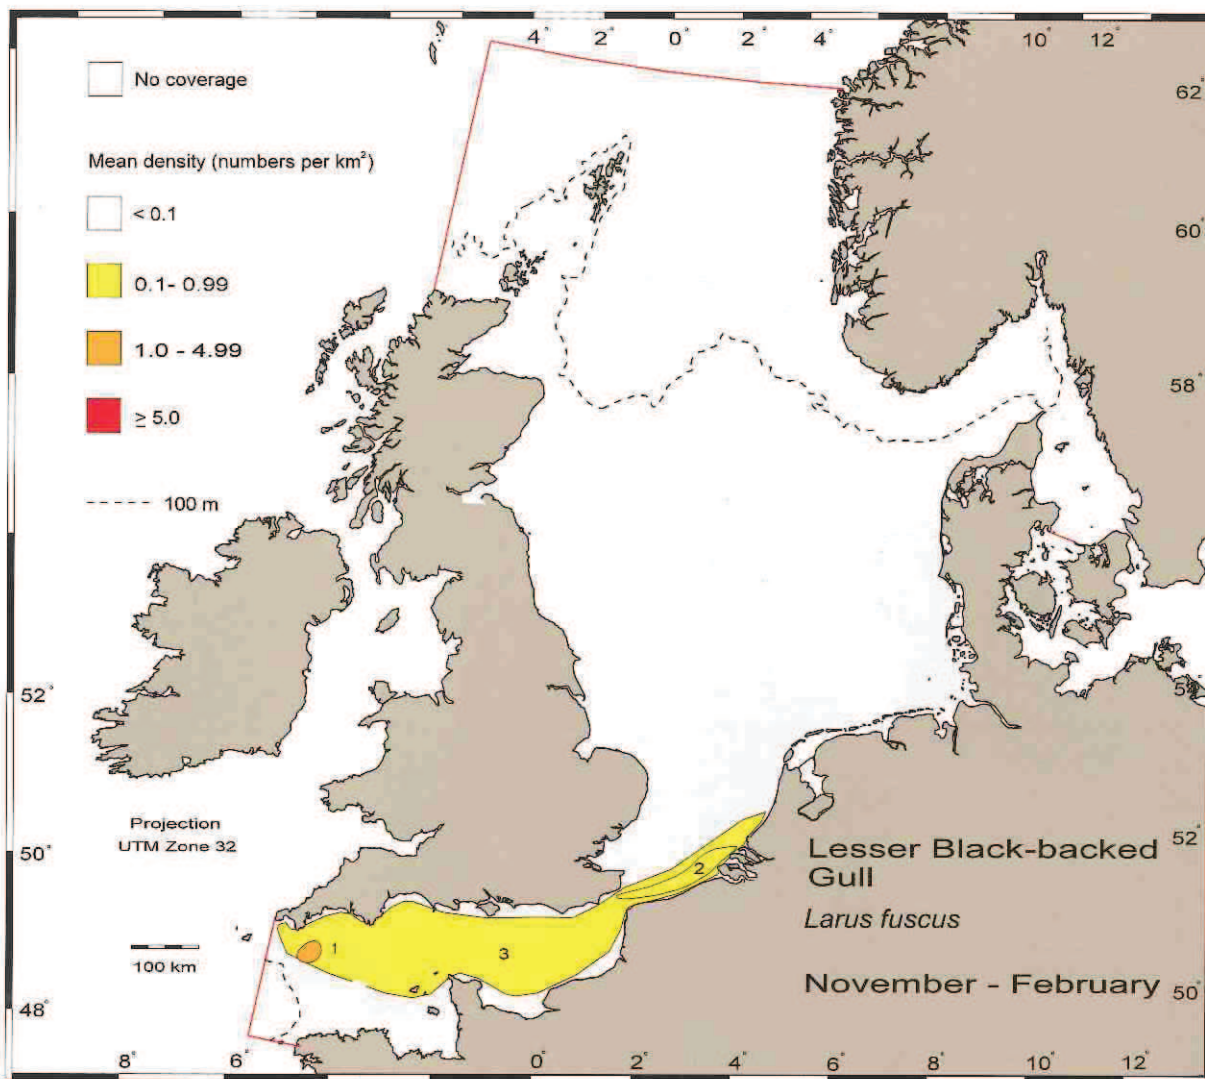 4° 2° 0° 2° 4° 10° 12°
No coverage
62°
Mean density (numbers per km²)
< 0.1
60°
0.1- 0.99
1.0 - 4.99
58°
≥ 5.0
100 m
52°
Projection
UTM Zone 32
50°
52°
Lesser Black-backed
Gull
2
Larus fuscus
1
3
100 km
November - February
50°
48°
8° 6° 0° 2° 4° 6° 8° 10° 12°